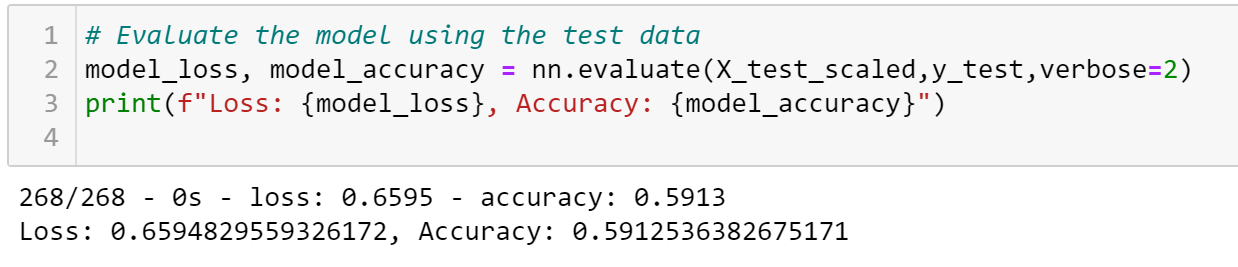 1 # Evaluate the model using the test data
2 model_loss, model_accuracy = nn.evaluate(X_test_scaled,y_test,verbose=2)
3 print(f"Loss: {model_loss}, Accuracy: {model_accuracy}")
4
268/268 - 0s - loss: 0.6595 - accuracy: 0.5913
Loss: 0.6594829559326172, Accuracy: 0.5912536382675171